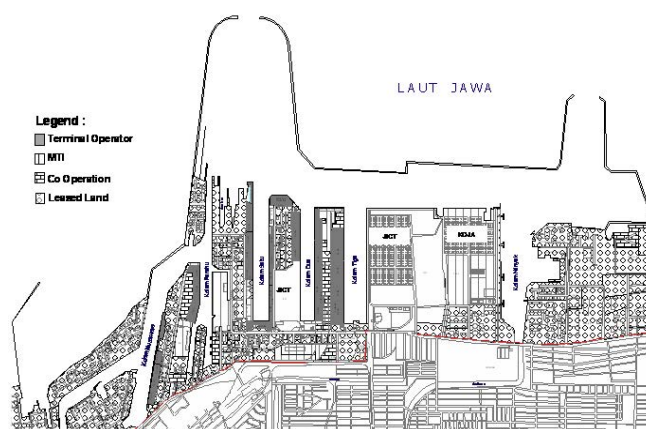 LAUT JAWA
Legend :
Terminal Operator
MTI
Co Operation
Leased Land
JICT
KOJA
JICT
Kolam Satu
Kolam Dua
Kolam Tiga